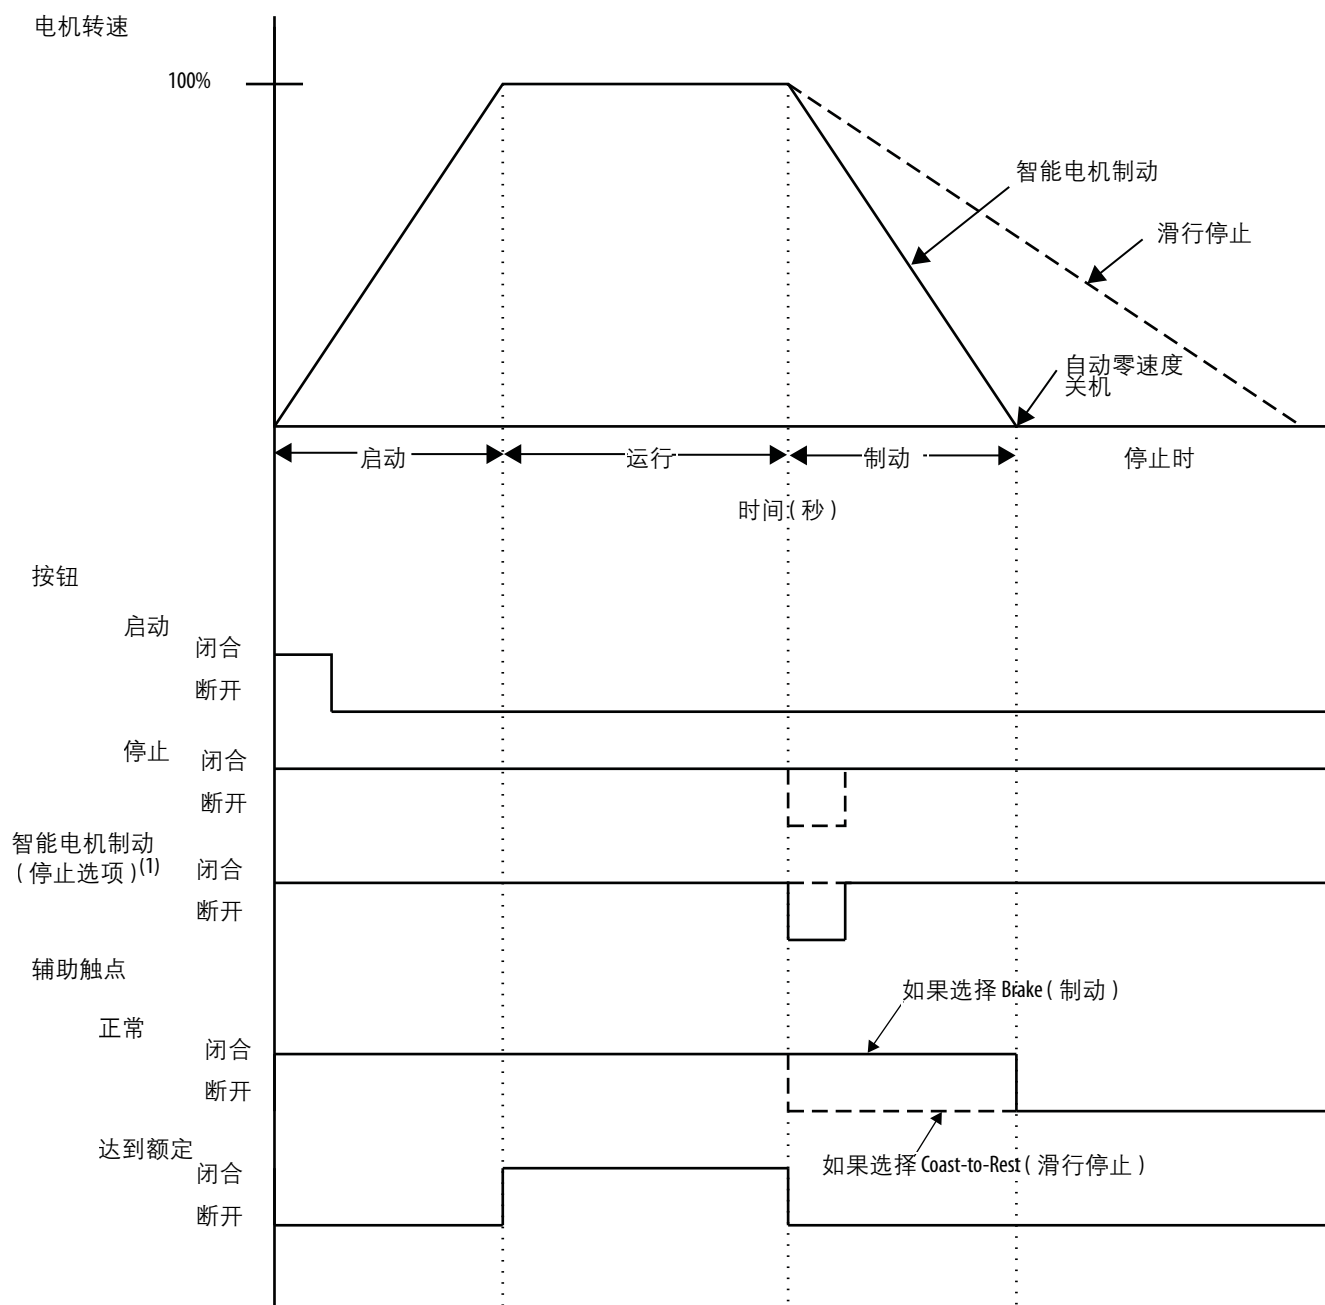 电机转速
100%
智能电机制动
滑行停止
自动零速度
关机
启动
运行
制动
停止时
时间(秒)
按钮
启动
闭合
断开
停止
闭合
断开
智能电机制动
(停止选项)(1)
闭合
断开
辅助触点
如果选择 Brake(制动)
正常
闭合
断开
达到额定
如果选择 Coast-to-Rest(滑行停止)
闭合
断开